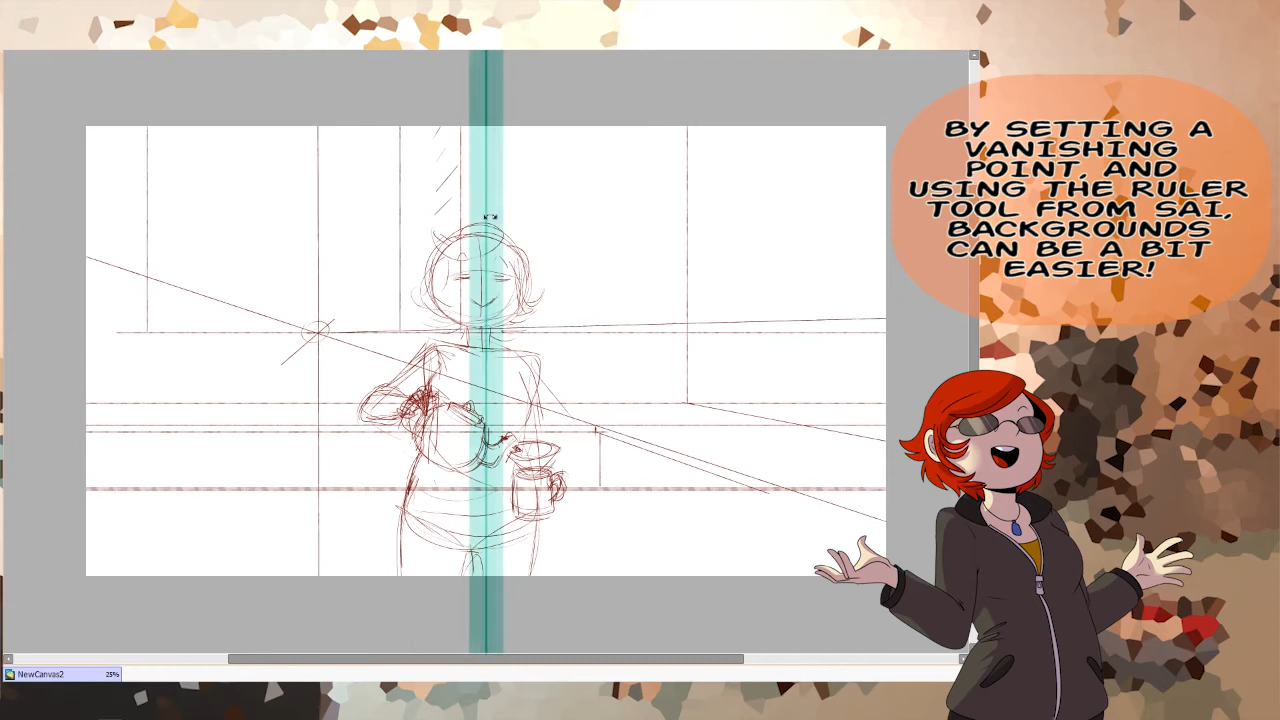 BY SETTING A
VANISHING
POINT, AND
USING THE RULER
TOOL FROM SAI,
BACKGROUNDS
CAN BE A BIT
EASIER!
NewCanvas2 25%